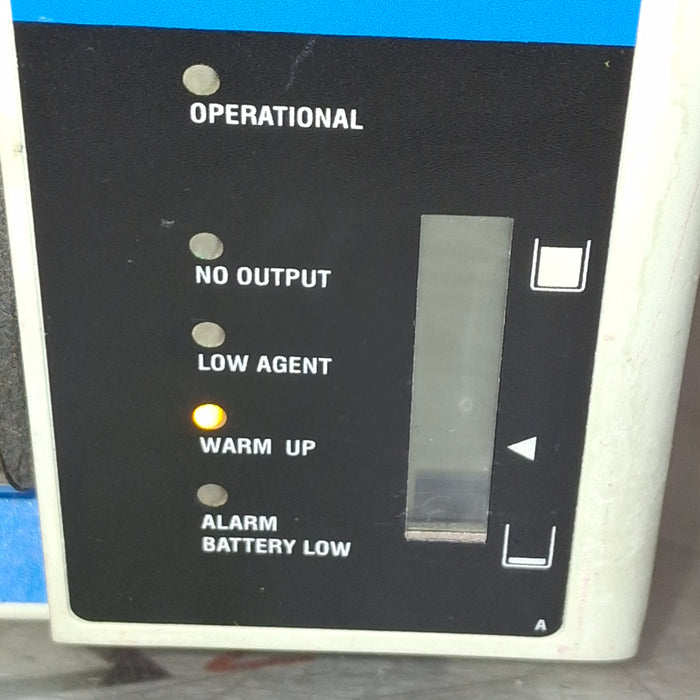 OPERATIONAL
NO OUTPUT
LOW AGENT
WARM UP
ALARM
BATTERY LOW
A